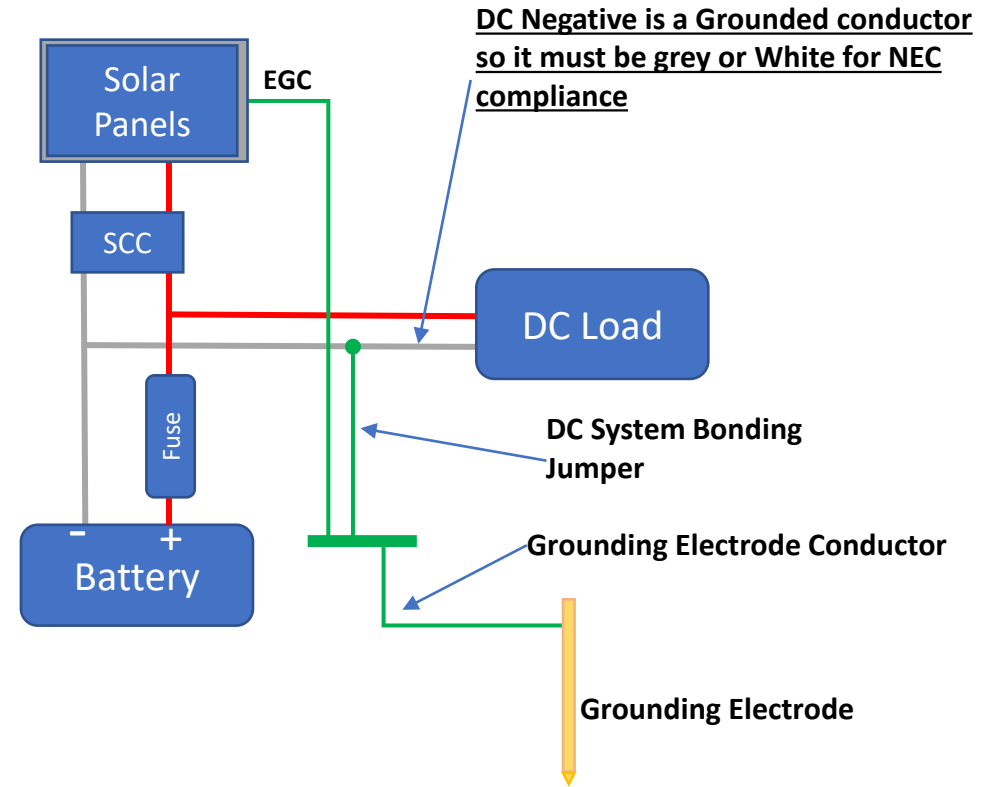 DC Negative is a Grounded conductor
so it must be grey or White for NEC
compliance
Solar
Panels
EGC
SCC
DC Load
Fuse
DC System Bonding
Jumper
- +
Battery
Grounding Electrode Conductor
Grounding Electrode